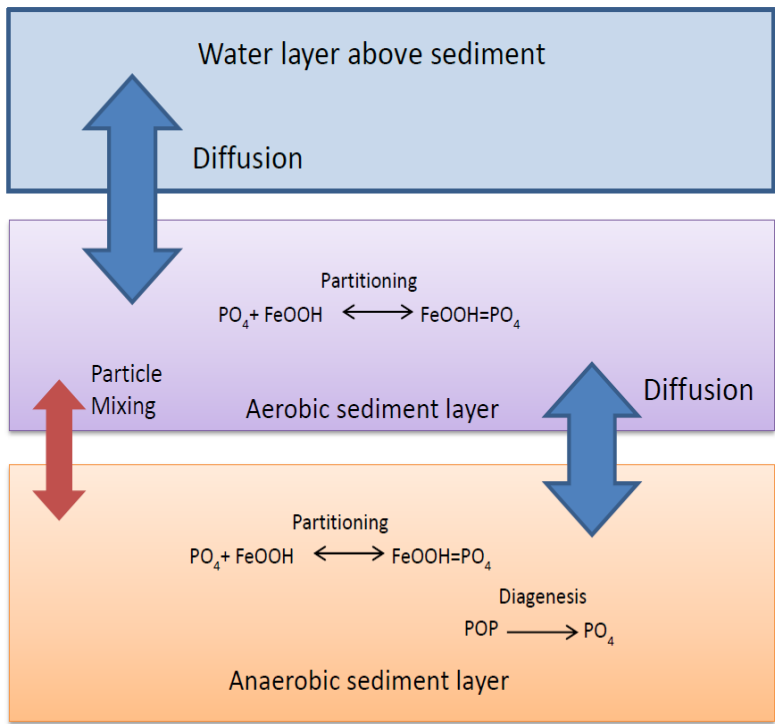 Water layer above sediment
Diffusion
Partitioning
PO4+ FeOOH ⟷ FeOOH=PO4
Particle
Mixing
Aerobic sediment layer
Diffusion
Partitioning
PO4+ FeOOH ⟷ FeOOH=PO4
Diagenesis
POP ⟶ PO4
Anaerobic sediment layer